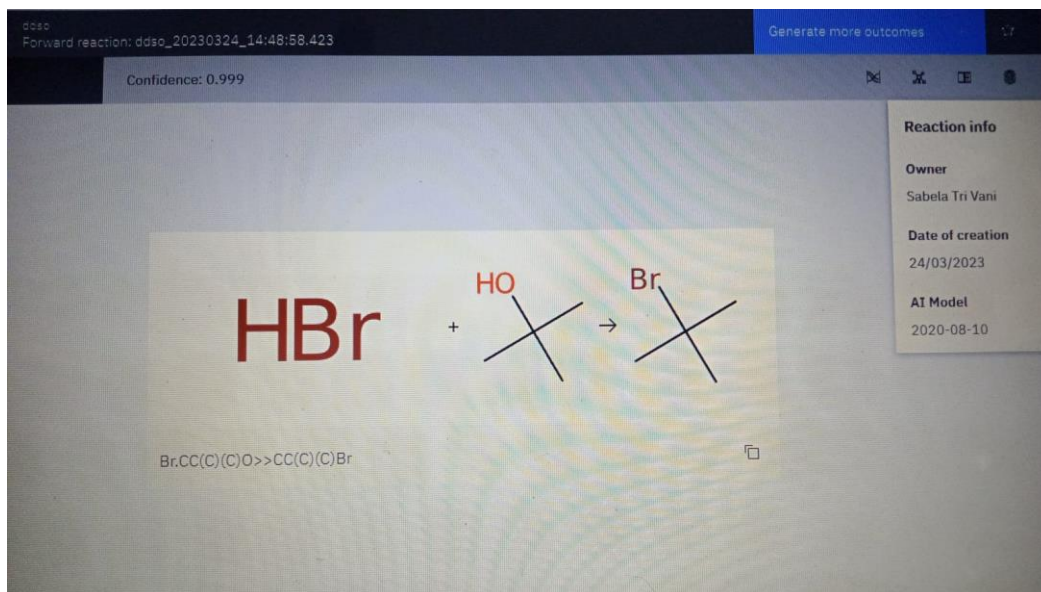 ddso
Forward reaction: ddso_20230324_14:48:58.423
Generate more outcomes
Confidence: 0.999
Reaction info
Owner
Sabela Tri Vani
Date of creation
24/03/2023
AI Model
2020-08-10
HBr
+
HO
→
Br
Br.CC(C)(C)O>>CC(C)(C)Br